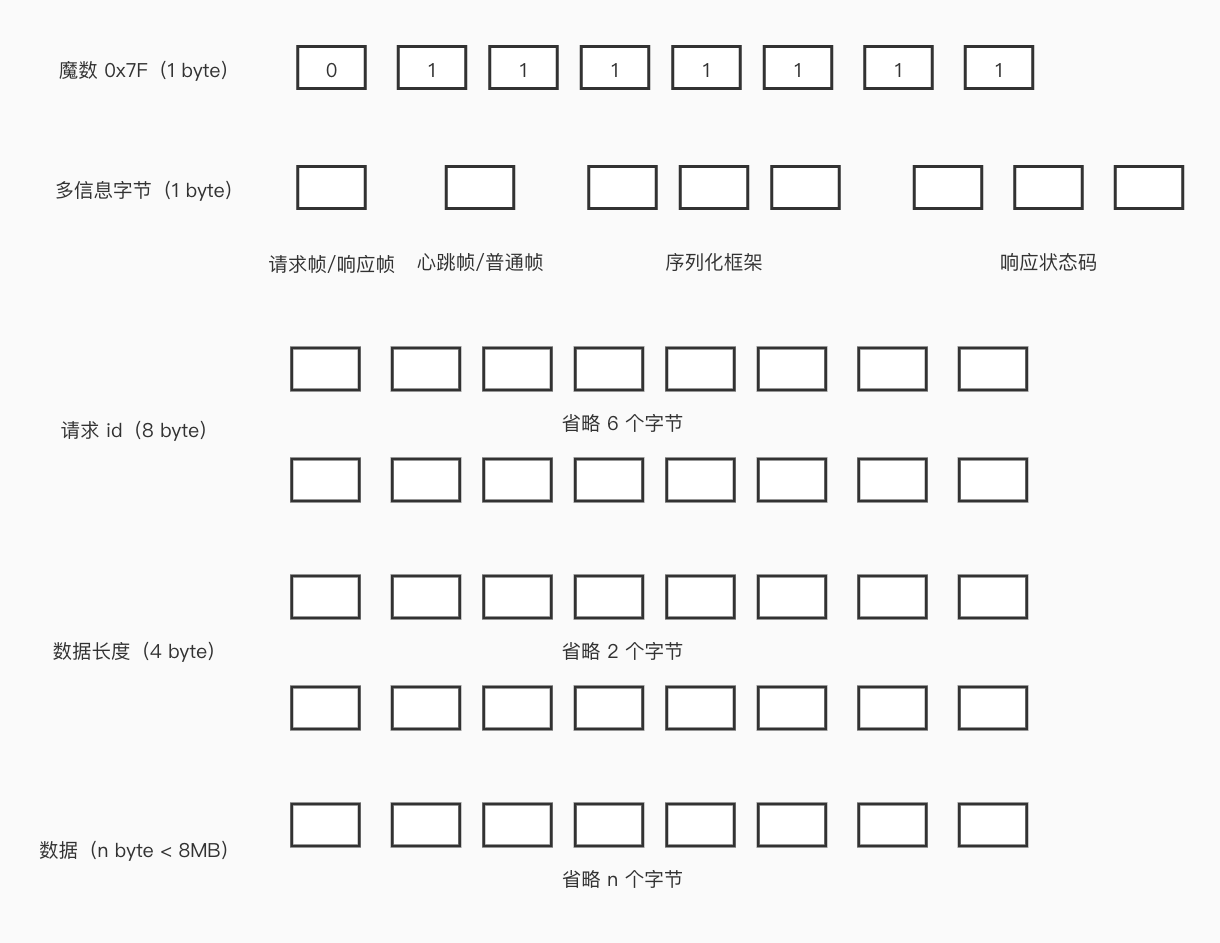 魔数 0x7F（1 byte） 0 1 1 1 1 1 1 1
多信息字节（1 byte）
请求帧/响应帧 心跳帧/普通帧 序列化框架 响应状态码
省略 6 个字节
请求 id（8 byte）
数据长度（4 byte） 省略 2 个字节
数据（n byte < 8MB）
省略 n 个字节